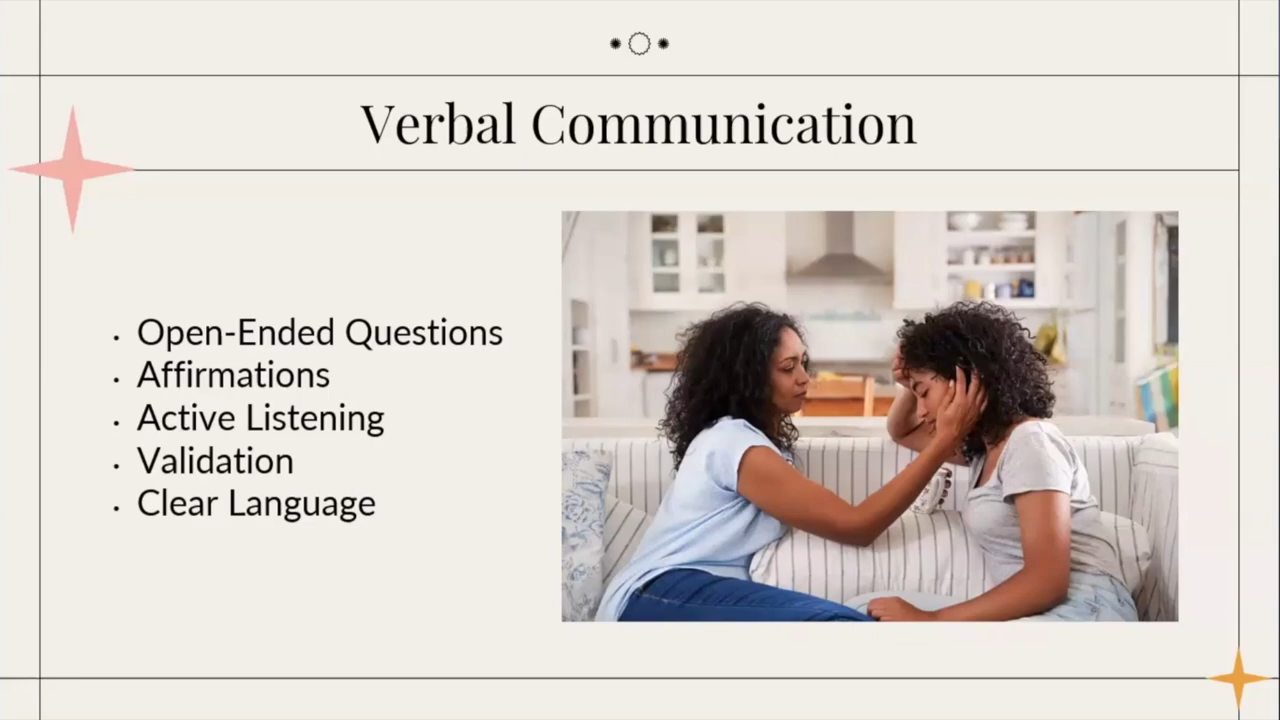 Verbal Communication
Open-Ended Questions
Affirmations
Active Listening
Validation
Clear Language